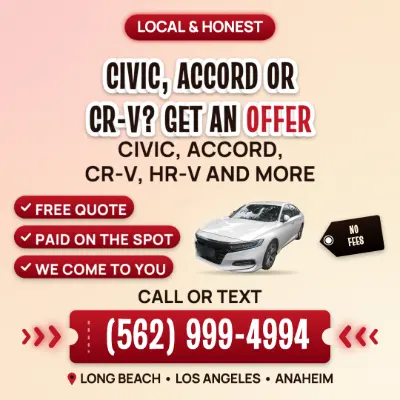 LOCAL & HONEST
CIVIC, ACCORD OR
CR-V? GET AN OFFER
CIVIC, ACCORD,
CR-V, HR-V AND MORE
FREE QUOTE
PAID ON THE SPOT
WE COME TO YOU
NO
FEES
CALL OR TEXT
(562) 999-4994
LONG BEACH • LOS ANGELES • ANAHEIM